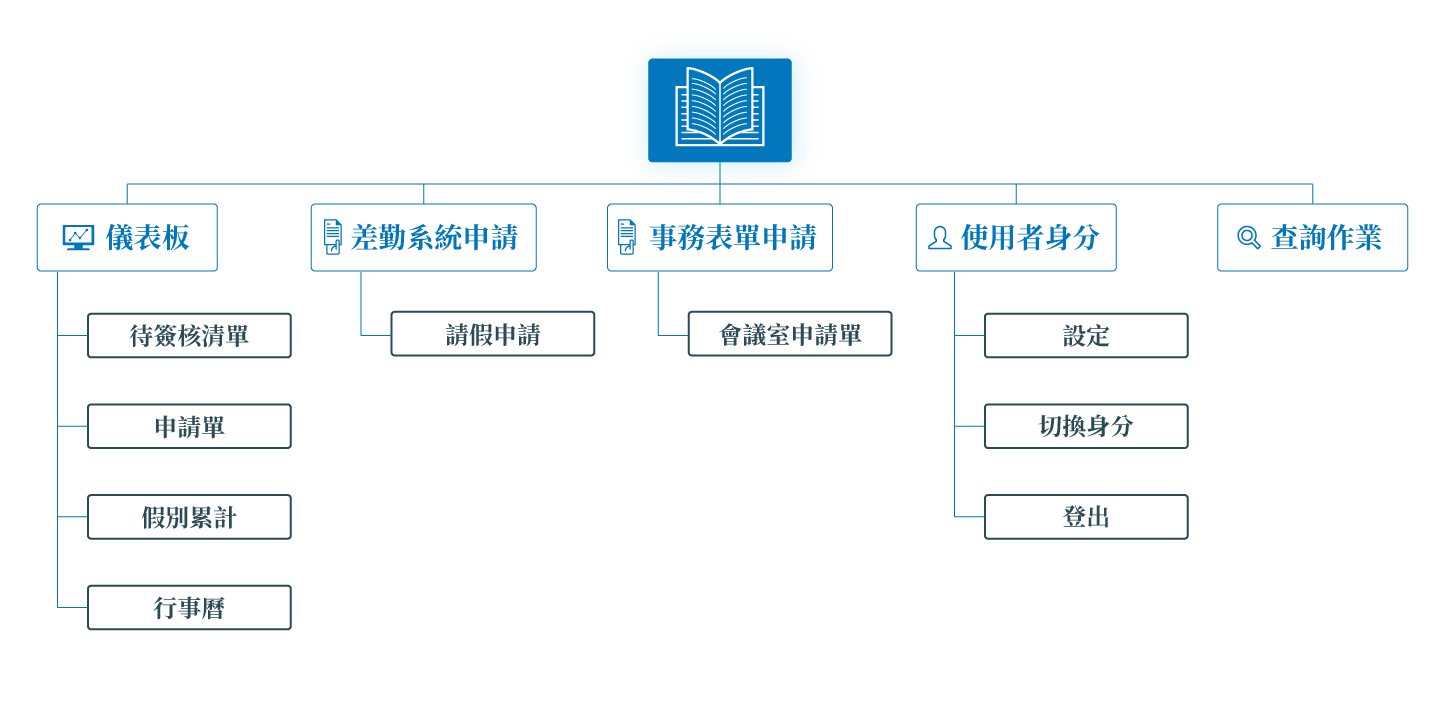 儀表板
差勤系統申請
事務表單申請
使用者身分
查詢作業
待簽核清單
請假申請
會議室申請單
設定
申請單
切換身分
假別累計
登出
行事曆